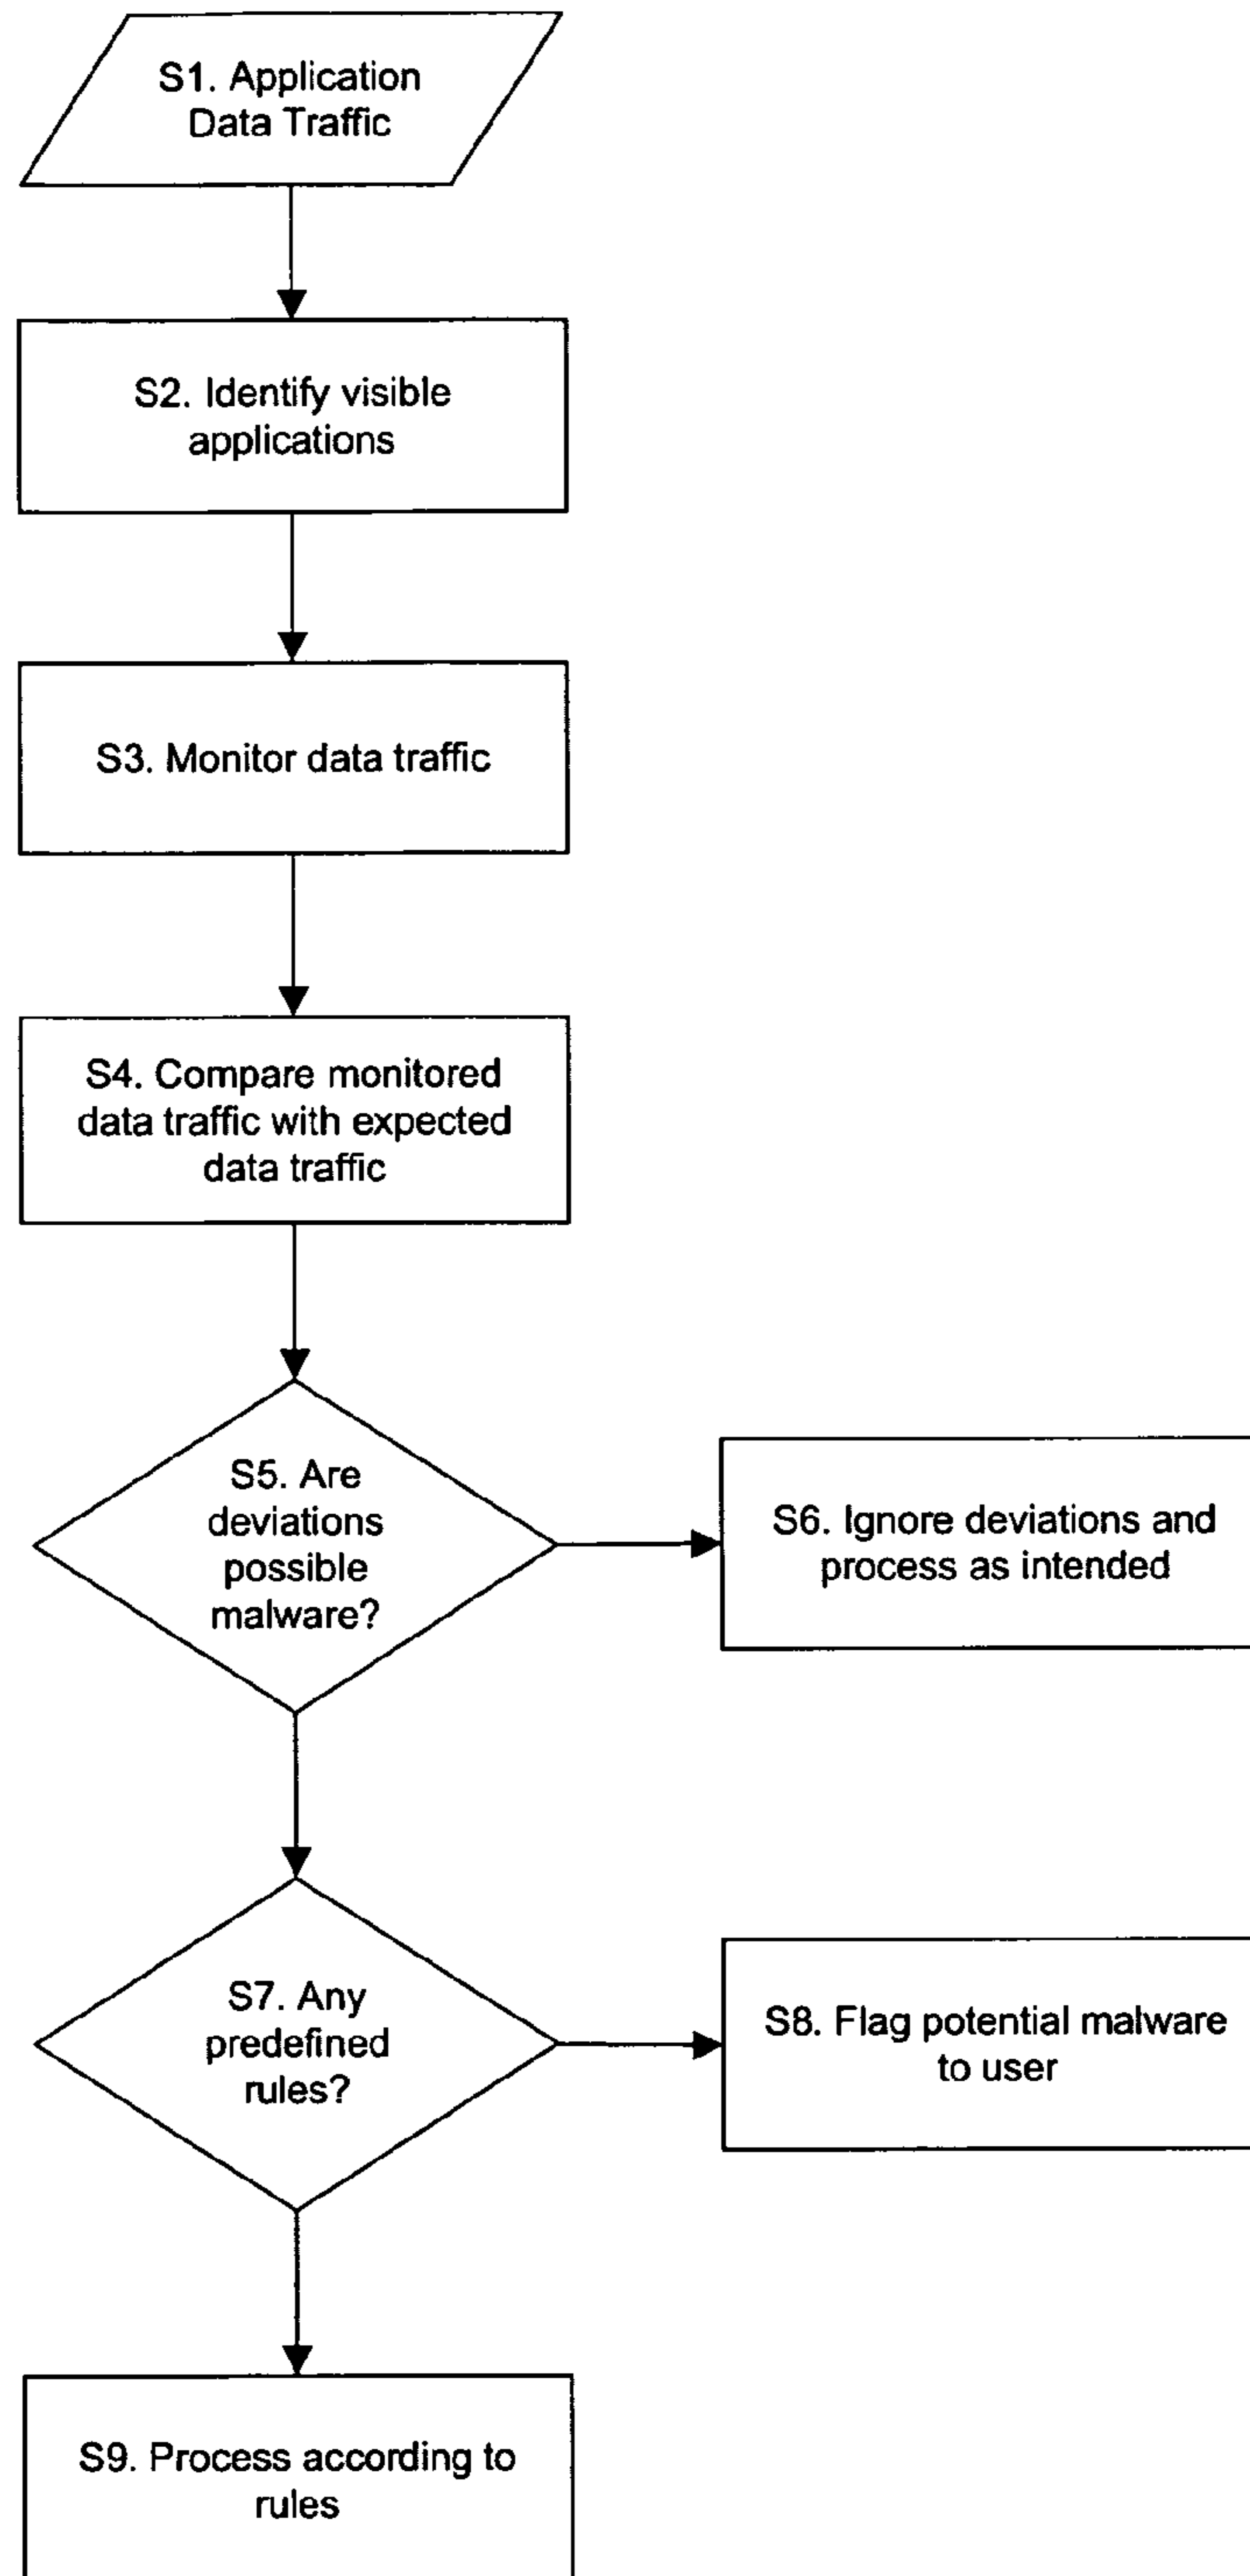 S1. Application
Data Traffic
S2. Identify visible
applications
S3. Monitor data traffic
S4. Compare monitored
data traffic with expected
data traffic
S5. Are
deviations
possible
malware?
S6. Ignore deviations and
process as intended
S7. Any
predefined
rules?
S8. Flag potential malware
to user
S9. Process according to
rules